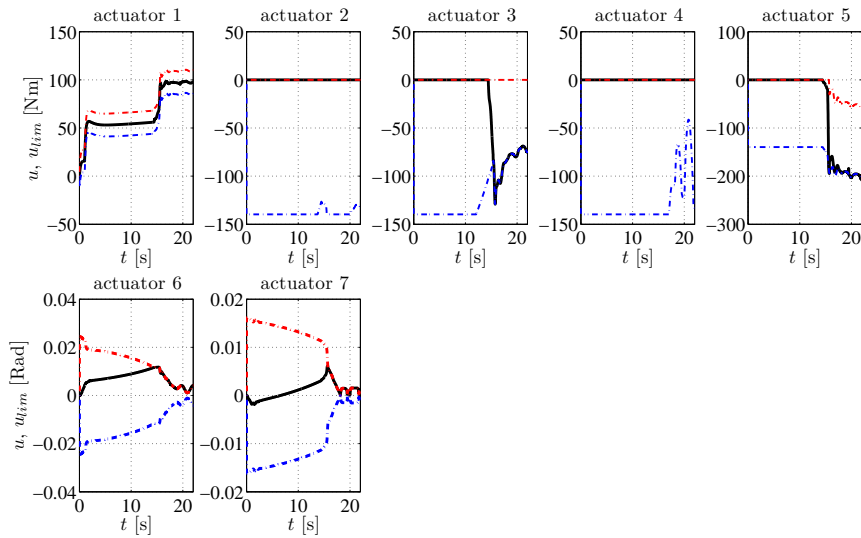 actuator 1 actuator 2 actuator 3 actuator 4 actuator 5
150 50 50 50 100
100 0 0 0 0
50 −50 −50 −50 −100
0 −100 −100 −100 −200
−50 −150 −150 −150 −300
0 10 20 0 10 20 0 10 20 0 10 20 0 10 20
t [s] t [s] t [s] t [s] t [s]
u, u_lim [Nm]
actuator 6 actuator 7
0.04 0.02
0.02 0.01
0 0
−0.02 −0.01
−0.04 −0.02
0 10 20 0 10 20
t [s] t [s]
u, u_lim [Rad]